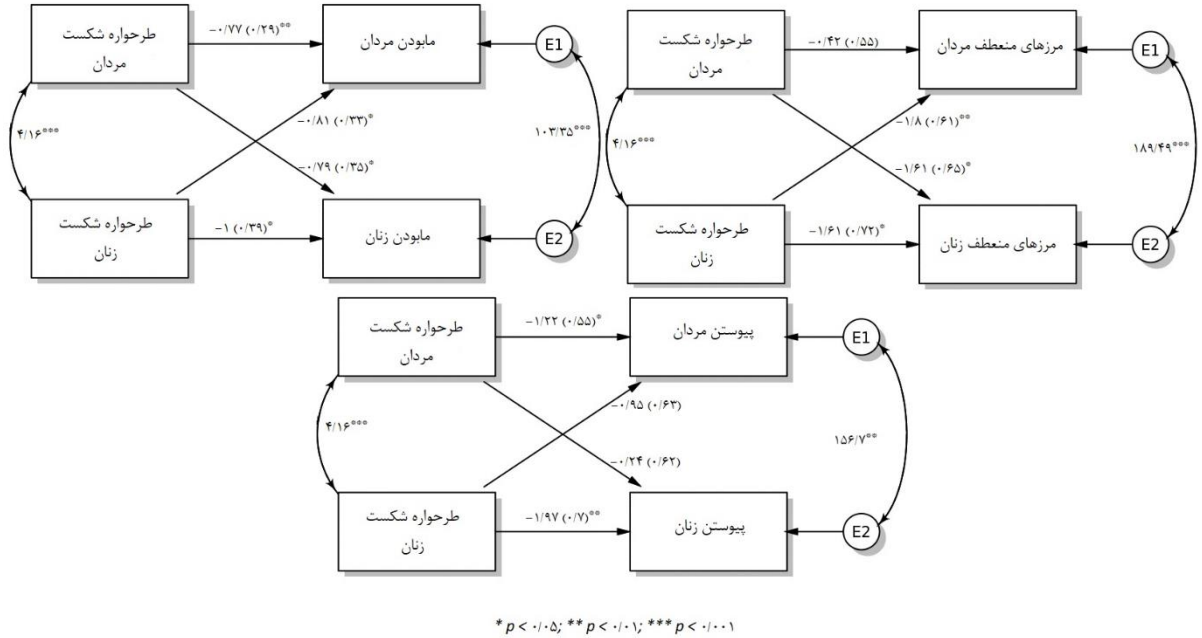 طرحواره شکست
مردان
-۰/۷۷ (۰/۲۹)**
مابودن مردان
E1
-۰/۸۱ (۰/۳۳)*
۴/۱۶***
۱۰۳/۳۵***
-۰/۷۹ (۰/۳۵)*
طرحواره شکست
زنان
-۱ (۰/۳۹)*
مابودن زنان
E2
طرحواره شکست
مردان
-۰/۴۲ (۰/۵۵)
مرزهای منعطف مردان
E1
-۱/۸ (۰/۶۱)**
۴/۱۶***
۱۸۹/۴۹***
-۱/۶۱ (۰/۶۵)*
طرحواره شکست
زنان
-۱/۶۱ (۰/۷۲)*
مرزهای منعطف زنان
E2
طرحواره شکست
مردان
-۱/۲۲ (۰/۵۵)*
پیوستن مردان
E1
-۰/۹۵ (۰/۶۳)
۴/۱۶***
۱۵۶/۷**
-۰/۲۴ (۰/۶۲)
طرحواره شکست
زنان
-۱/۹۷ (۰/۷)**
پیوستن زنان
E2
* p < ۰/۰۵; ** p < ۰/۰۱; *** p < ۰/۰۰۱